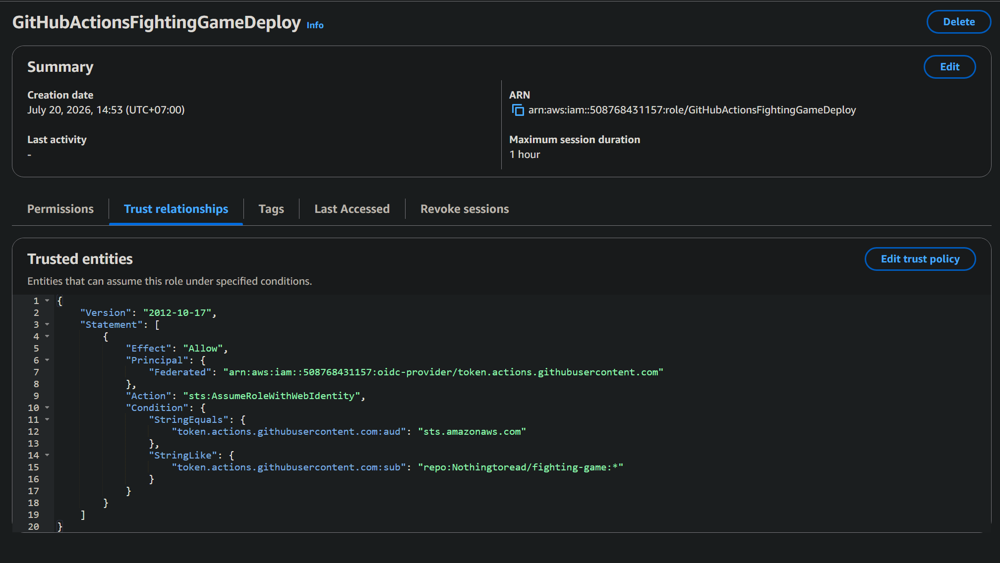 GitHubActionsFightingGameDeploy Info
Delete
Summary
Edit
Creation date
July 20, 2026, 14:53 (UTC+07:00)
ARN
arn:aws:iam::508768431157:role/GitHubActionsFightingGameDeploy
Last activity
-
Maximum session duration
1 hour
Permissions
Trust relationships
Tags
Last Accessed
Revoke sessions
Trusted entities
Edit trust policy
Entities that can assume this role under specified conditions.
1 {
2 "Version": "2012-10-17",
3 "Statement": [
4 {
5 "Effect": "Allow",
6 "Principal": {
7 "Federated": "arn:aws:iam::508768431157:oidc-provider/token.actions.githubusercontent.com"
8 },
9 "Action": "sts:AssumeRoleWithWebIdentity",
10 "Condition": {
11 "StringEquals": {
12 "token.actions.githubusercontent.com:aud": "sts.amazonaws.com"
13 },
14 "StringLike": {
15 "token.actions.githubusercontent.com:sub": "repo:Nothingtoread/fighting-game:*"
16 }
17 }
18 }
19 ]
20 }